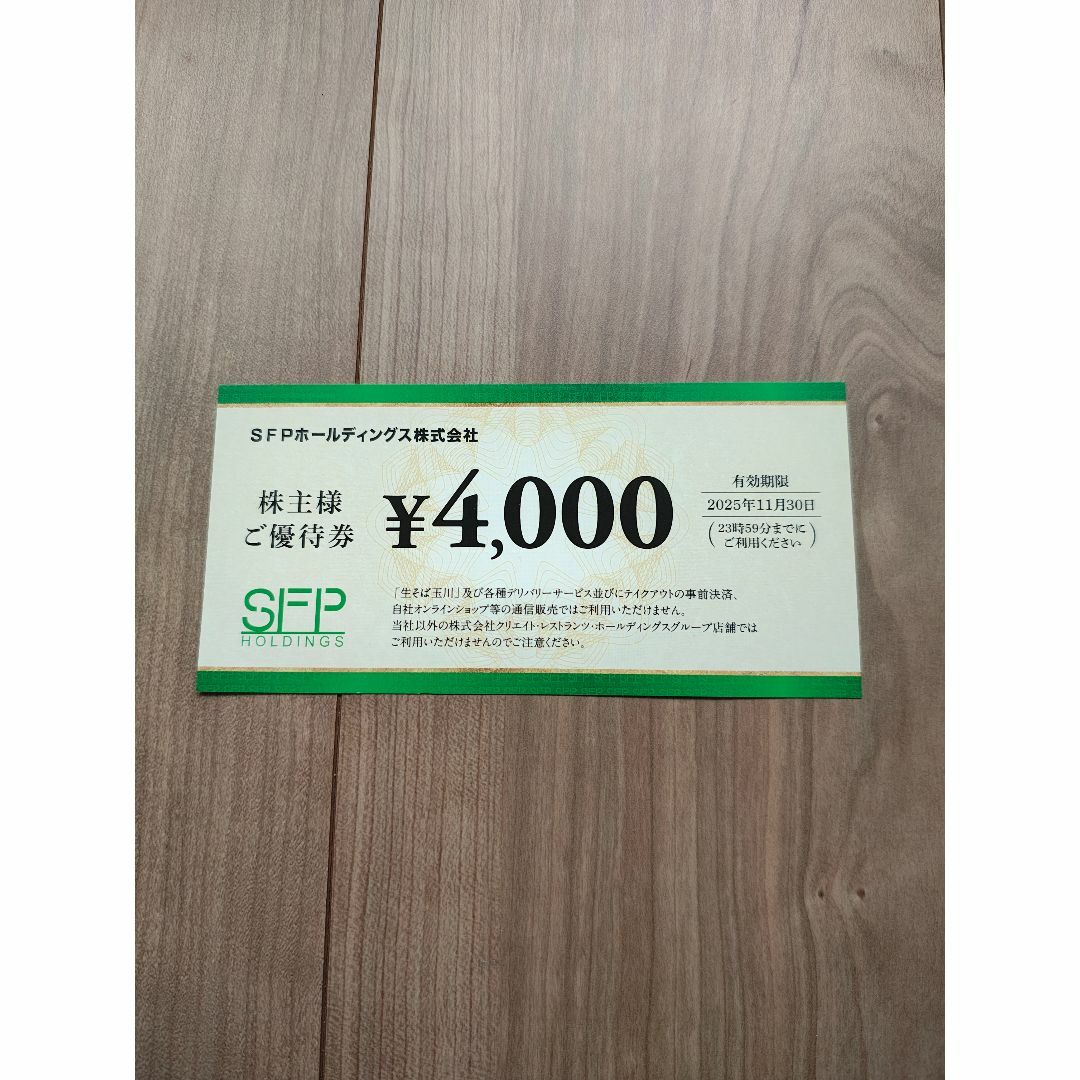 SFPホールディングス株式会社
株主様
ご優待券
¥4,000
有効期限
2025年11月30日
(23時59分までに
ご利用ください)
SFP
HOLDINGS
「生そば玉川」及び各種デリバリーサービス並びにテイクアウトの事前決済、
自社オンラインショップ等の通信販売ではご利用いただけません。
当社以外の株式会社クリエイト・レストランツ・ホールディングスグループ店舗では
ご利用いただけませんのでご注意ください。